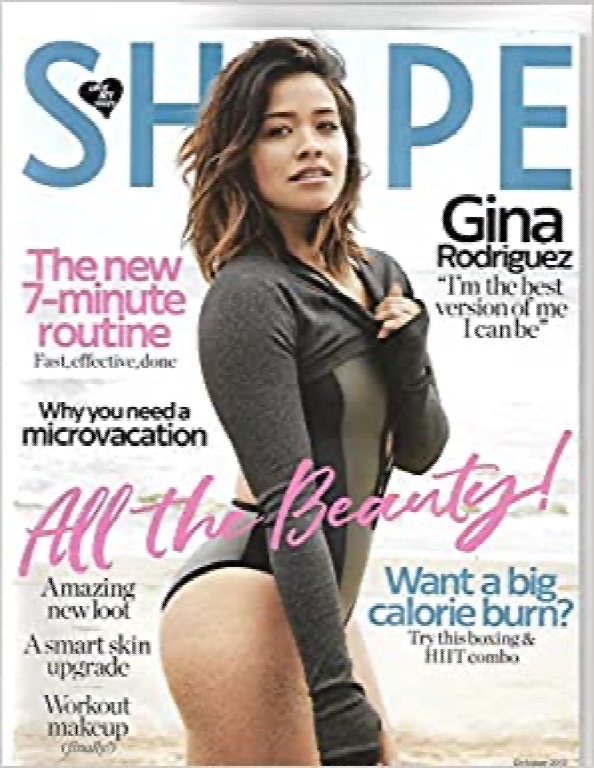 SHAPE
Gina
Rodriguez
"I'm the best
version of me
I can be"
The new
7-minute
routine
Fast, effective, done
Why you need a
microvacation
All the Beauty!
Amazing
new loot
A smart skin
upgrade
Workout
makeup
(finally!)
Want a big
calorie burn?
Try this boxing &
HIIT combo
October